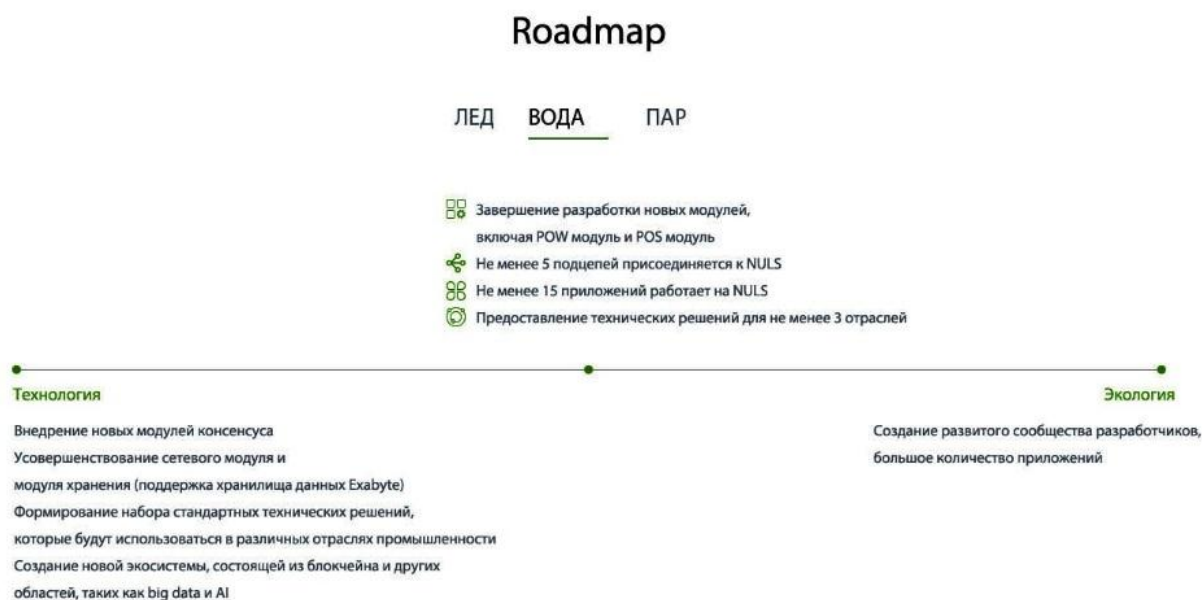 Roadmap
ЛЕД ВОДА ПАР
Завершение разработки новых модулей,
включая POW модуль и POS модуль
Не менее 5 подцепей присоединяется к NULS
Не менее 15 приложений работает на NULS
Предоставление технических решений для не менее 3 отраслей
Технология
Внедрение новых модулей консенсуса
Усовершенствование сетевого модуля и
модуля хранения (поддержка хранилища данных Exabyte)
Формирование набора стандартных технических решений,
которые будут использоваться в различных отраслях промышленности
Создание новой экосистемы, состоящей из блокчейна и других
областей, таких как big data и AI
Экология
Создание развитого сообщества разработчиков,
большое количество приложений